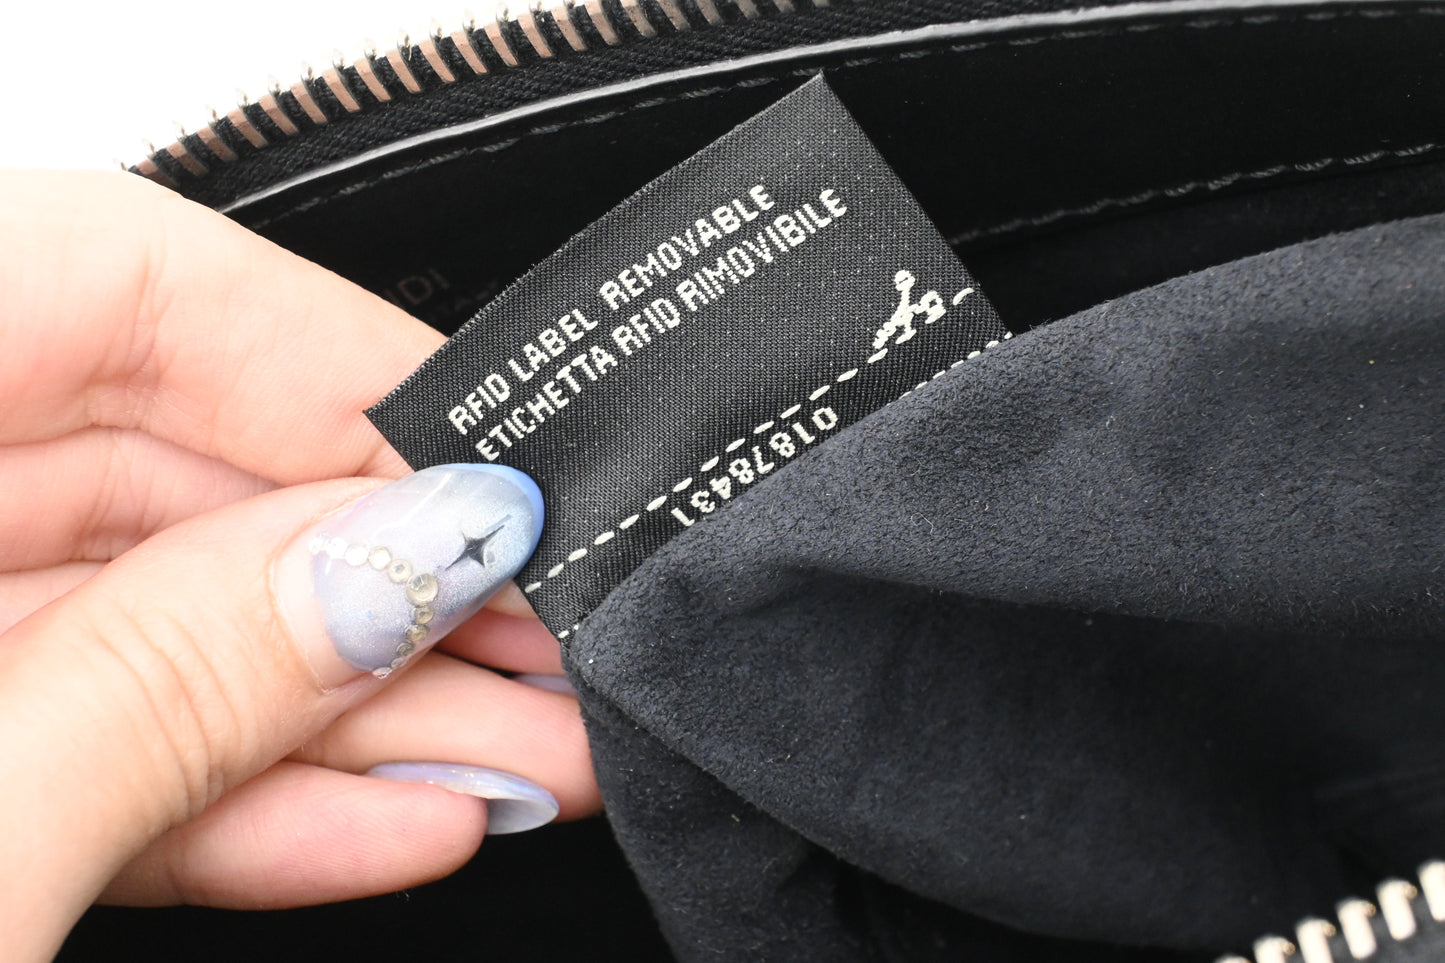 RFID LABEL REMOVABLE
ETICHETTA RFID RIMOVIBILE
01878431